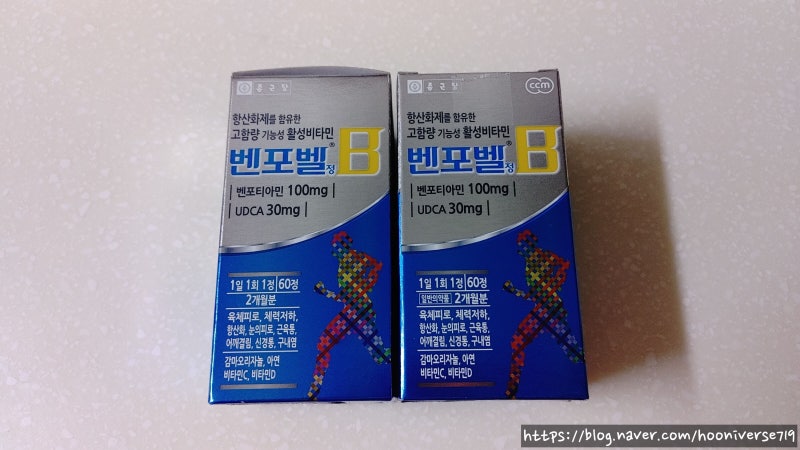 종근당
항산화제를 함유한
고함량 기능성 활성비타민
벤포벨®정 B
벤포티아민 100mg
UDCA 30mg
1일 1회 1정 60정
2개월분
육체피로, 체력저하,
항산화, 눈의피로, 근육통,
어깨결림, 신경통, 구내염
감마오리자놀, 아연
비타민C, 비타민D
종근당
ccm
항산화제를 함유한
고함량 기능성 활성비타민
벤포벨®정 B
벤포티아민 100mg
UDCA 30mg
1일 1회 1정 60정
일반의약품 2개월분
육체피로, 체력저하,
항산화, 눈의피로, 근육통,
어깨결림, 신경통, 구내염
감마오리자놀, 아연
비타민C, 비타민D
https://blog.naver.com/hooniverse719